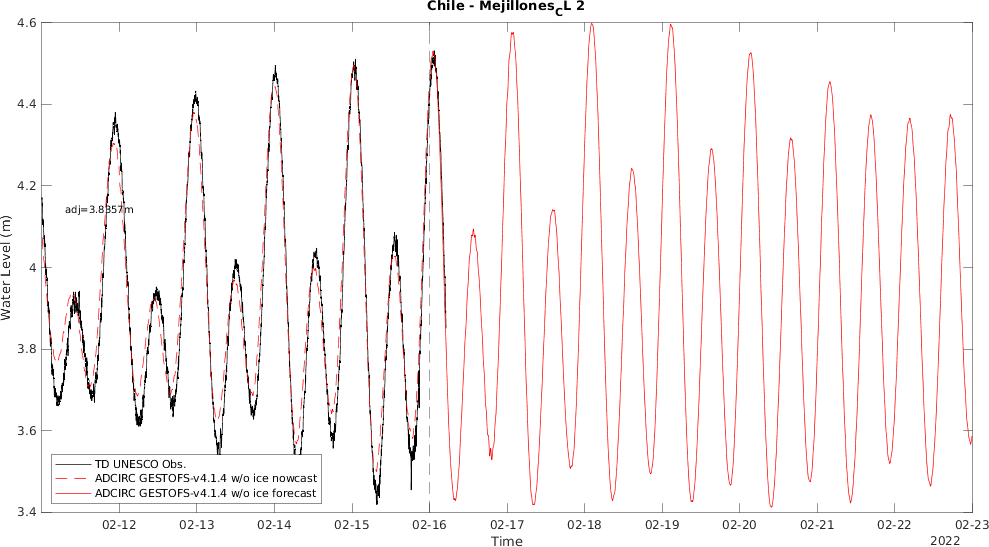 Chile - Mejillones_CL 2
4.6
4.4
4.2
4
3.8
3.6
3.4
Water Level (m)
adj=3.8357m
TD UNESCO Obs.
ADCIRC GESTOFS-v4.1.4 w/o ice nowcast
ADCIRC GESTOFS-v4.1.4 w/o ice forecast
02-12 02-13 02-14 02-15 02-16 02-17 02-18 02-19 02-20 02-21 02-22 02-23
Time
2022